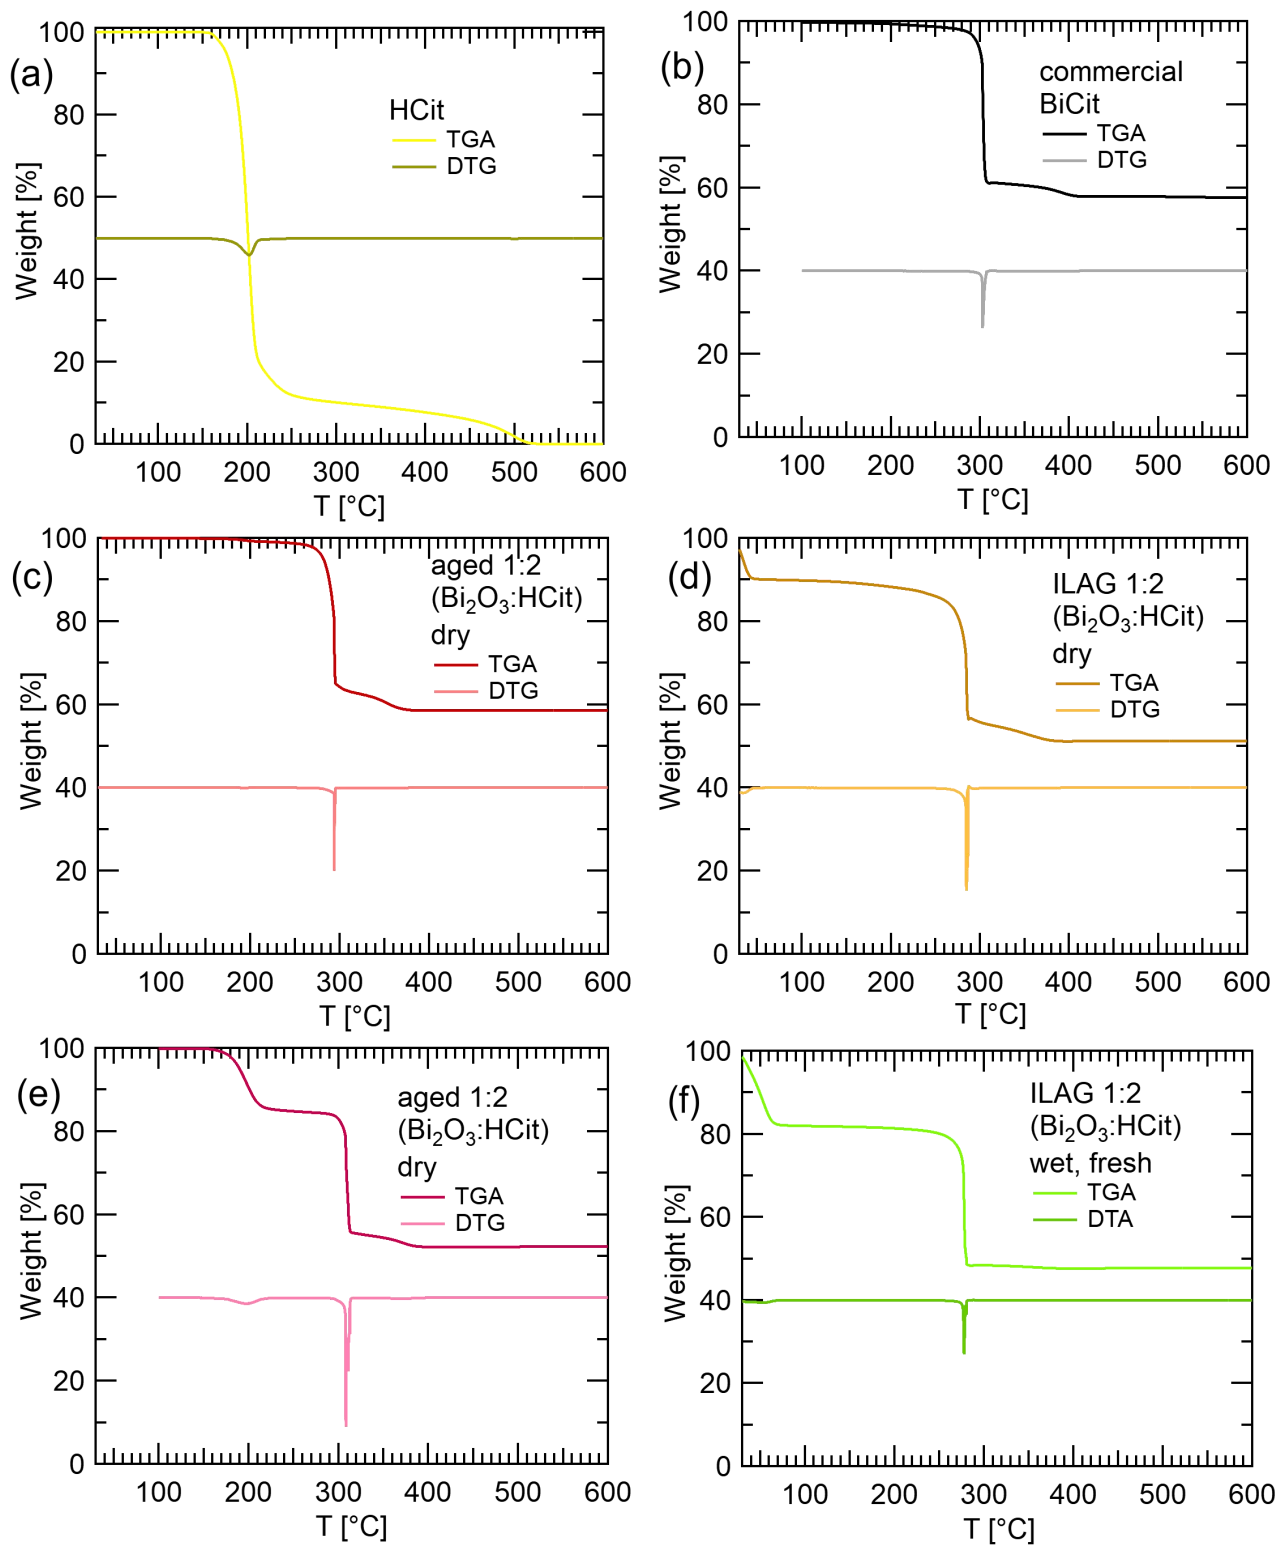 (a)
HCit
TGA
DTG
Weight [%]
100
80
60
40
20
0
100 200 300 400 500 600
T [°C]
(b)
commercial
BiCit
TGA
DTG
Weight [%]
100
80
60
40
20
0
100 200 300 400 500 600
T [°C]
(c)
aged 1:2
(Bi₂O₃:HCit)
dry
TGA
DTG
Weight [%]
100
80
60
40
20
0
100 200 300 400 500 600
T [°C]
(d)
ILAG 1:2
(Bi₂O₃:HCit)
dry
TGA
DTG
Weight [%]
100
80
60
40
20
0
100 200 300 400 500 600
T [°C]
(e)
aged 1:2
(Bi₂O₃:HCit)
dry
TGA
DTG
Weight [%]
100
80
60
40
20
0
100 200 300 400 500 600
T [°C]
(f)
ILAG 1:2
(Bi₂O₃:HCit)
wet, fresh
TGA
DTA
Weight [%]
100
80
60
40
20
0
100 200 300 400 500 600
T [°C]